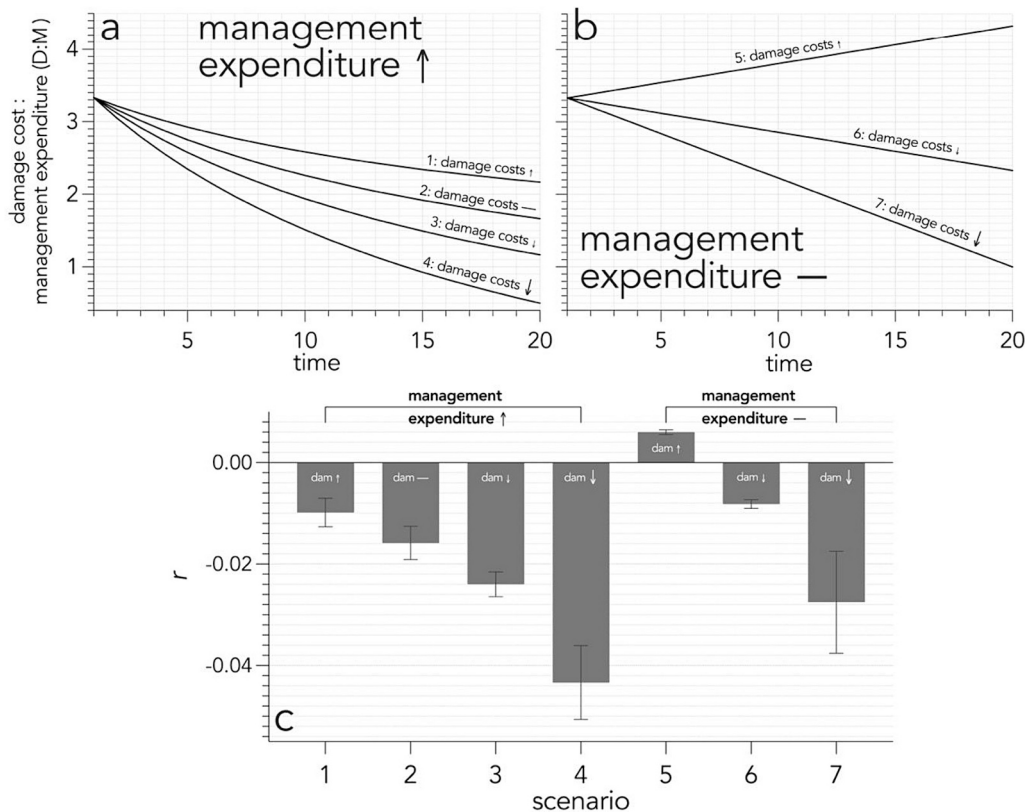 a
management
expenditure ↑
damage cost :
management expenditure (D:M)
4
3
2
1
1: damage costs ↑
2: damage costs —
3: damage costs ↓
4: damage costs ↓
5
10
15
20
time
b
5: damage costs ↑
6: damage costs ↓
7: damage costs ↓
management
expenditure —
5
10
15
20
time
management
expenditure ↑
management
expenditure —
0.00
-0.02
-0.04
r
dam ↑
dam —
dam ↓
dam ↓
dam ↑
dam ↓
dam ↓
c
1
2
3
4
5
6
7
scenario